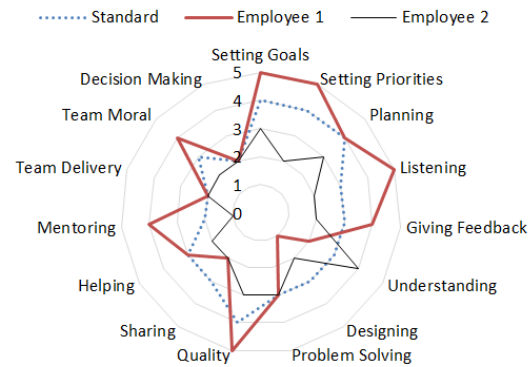 Standard
Employee 1
Employee 2
Setting Goals
Decision Making
5
Setting Priorities
Team Moral
4
Planning
3
Team Delivery
2
Listening
1
Mentoring
0
Giving Feedback
Helping
Understanding
Sharing
Designing
Quality
Problem Solving